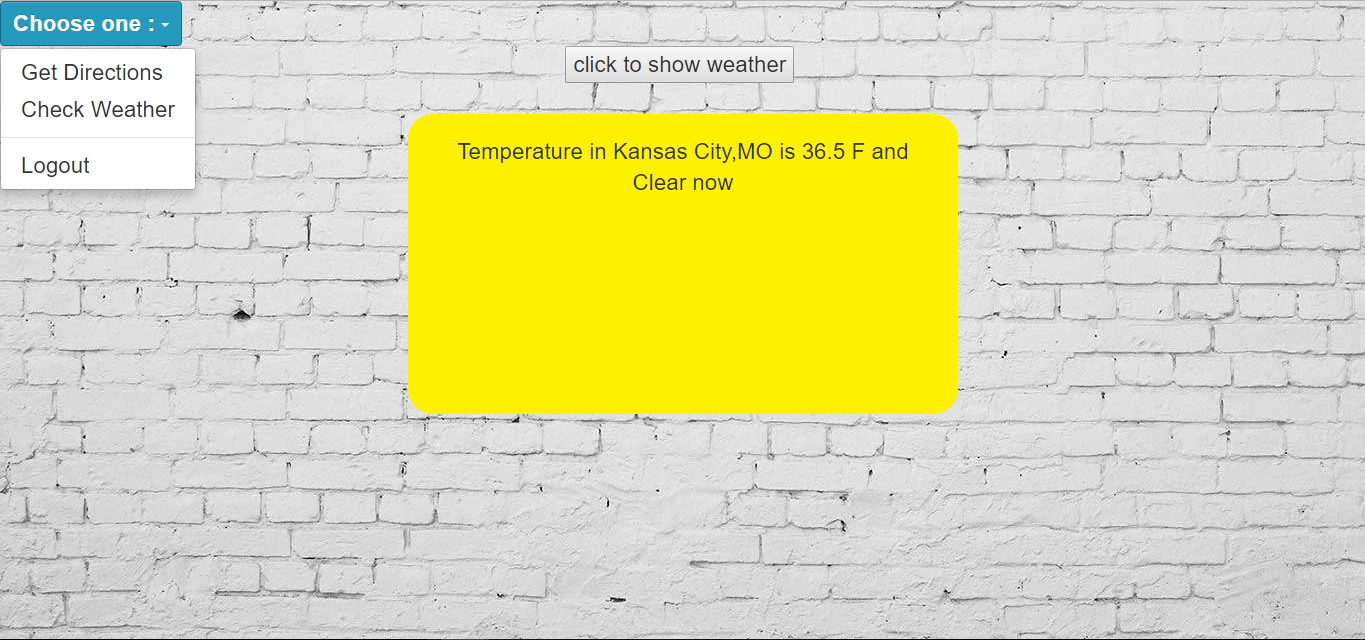 Choose one :
Get Directions
Check Weather
Logout
click to show weather
Temperature in Kansas City,MO is 36.5 F and
Clear now